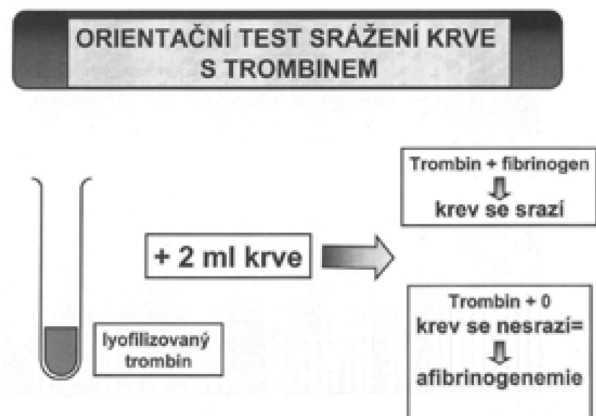 ORIENTAČNÍ TEST SRÁŽENÍ KRVE
S TROMBINEM
Trombin + fibrinogen
krev se srazí
+ 2 ml krve
lyofilizovaný
trombin
Trombin + 0
krev se nesrazí=
afibrinogenemie